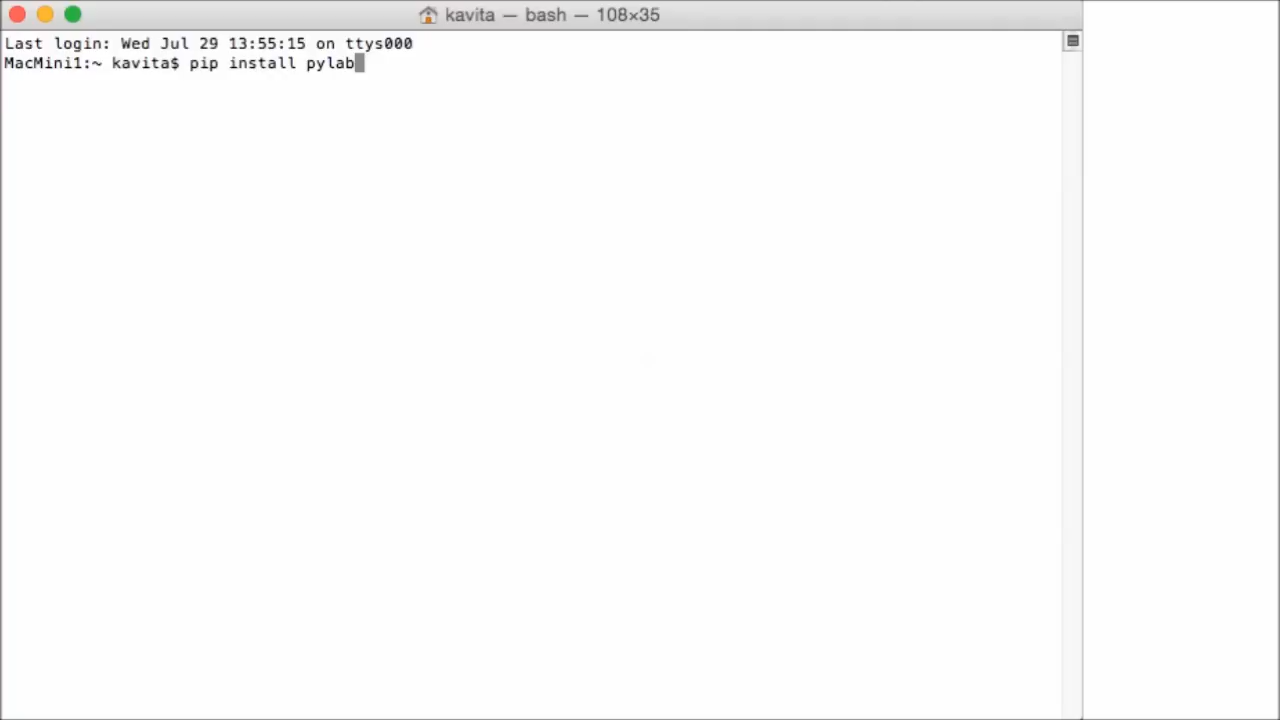 kavita — bash — 108×35
Last login: Wed Jul 29 13:55:15 on ttys000
MacMini1:~ kavita$ pip install pylab